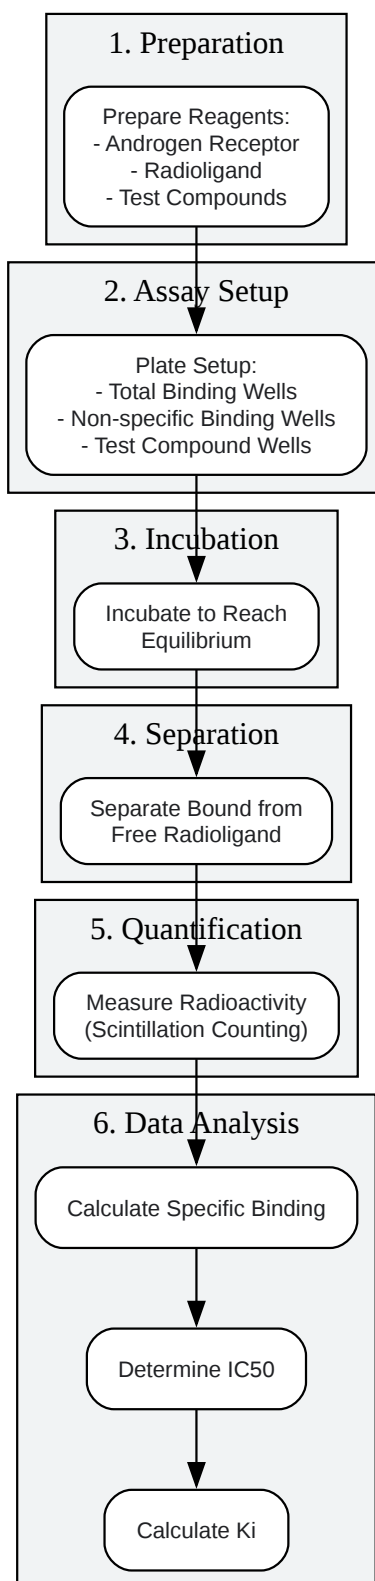 1. Preparation
Prepare Reagents:
- Androgen Receptor
- Radioligand
- Test Compounds
2. Assay Setup
Plate Setup:
- Total Binding Wells
- Non-specific Binding Wells
- Test Compound Wells
3. Incubation
Incubate to Reach
Equilibrium
4. Separation
Separate Bound from
Free Radioligand
5. Quantification
Measure Radioactivity
(Scintillation Counting)
6. Data Analysis
Calculate Specific Binding
Determine IC50
Calculate Ki